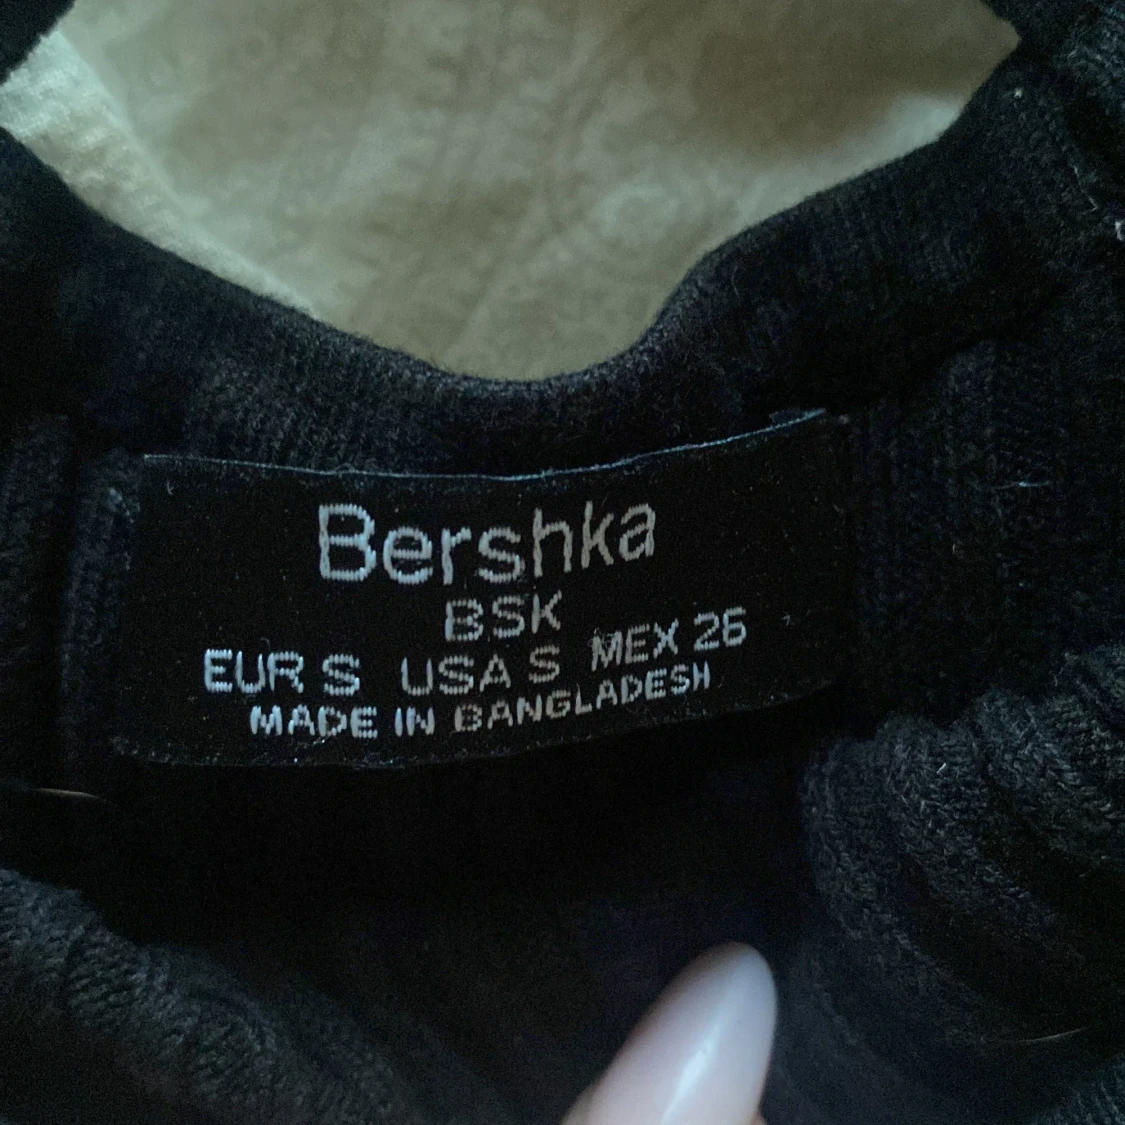 Bershka
BSK
EUR S USA S MEX 26
MADE IN BANGLADESH